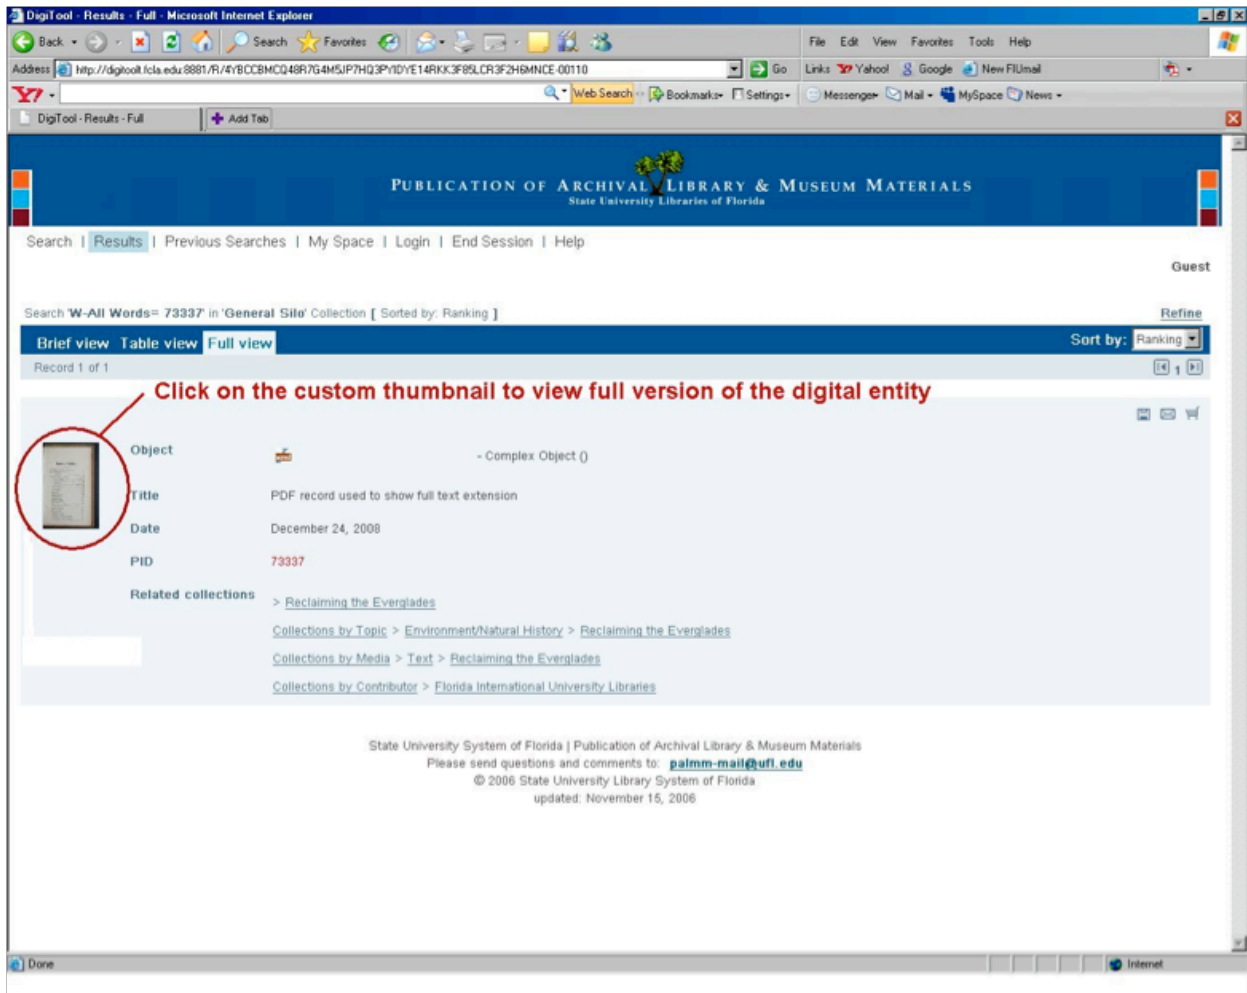 DigiTool - Results - Full - Microsoft Internet Explorer
Back Search Favorites File Edit View Favorites Tools Help
Address Go Links Yahoo! Google New FIUmail
Web Search Bookmarks Settings Messenger Mail MySpace News
DigiTool - Results - Full Add Tab
PUBLICATION OF ARCHIVAL LIBRARY & MUSEUM MATERIALS
State University Libraries of Florida
Search | Results | Previous Searches | My Space | Login | End Session | Help
Guest
Search 'W-All Words= 73337' in 'General Silo' Collection [ Sorted by: Ranking ] Refine
Brief view Table view Full view Sort by: Ranking
Record 1 of 1 1
Click on the custom thumbnail to view full version of the digital entity
Object - Complex Object ()
Title PDF record used to show full text extension
Date December 24, 2008
PID 73337
Related collections > Reclaiming the Everglades
Collections by Topic > Environment/Natural History > Reclaiming the Everglades
Collections by Media > Text > Reclaiming the Everglades
Collections by Contributor > Florida International University Libraries
State University System of Florida | Publication of Archival Library & Museum Materials
Please send questions and comments to: palmm-mail@ufl.edu
© 2006 State University Library System of Florida
updated: November 15, 2006
Done Internet